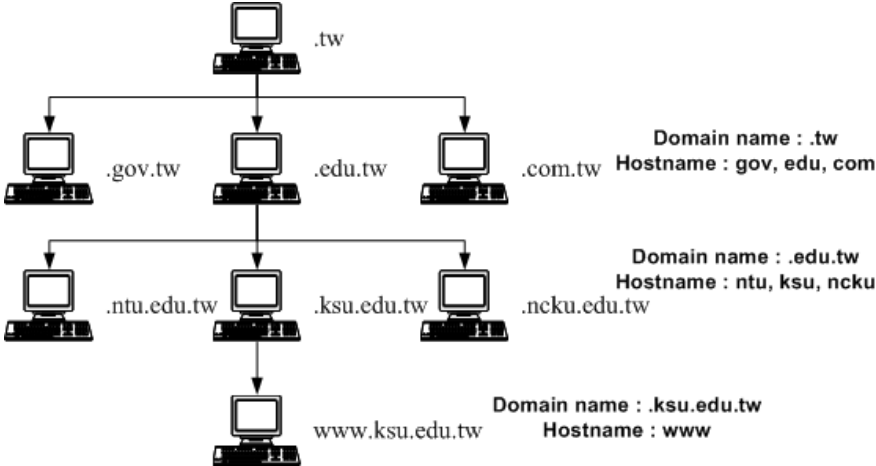 .tw
.gov.tw
.edu.tw
.com.tw
Domain name : .tw
Hostname : gov, edu, com
.ntu.edu.tw
.ksu.edu.tw
.ncku.edu.tw
Domain name : .edu.tw
Hostname : ntu, ksu, ncku
www.ksu.edu.tw
Domain name : .ksu.edu.tw
Hostname : www